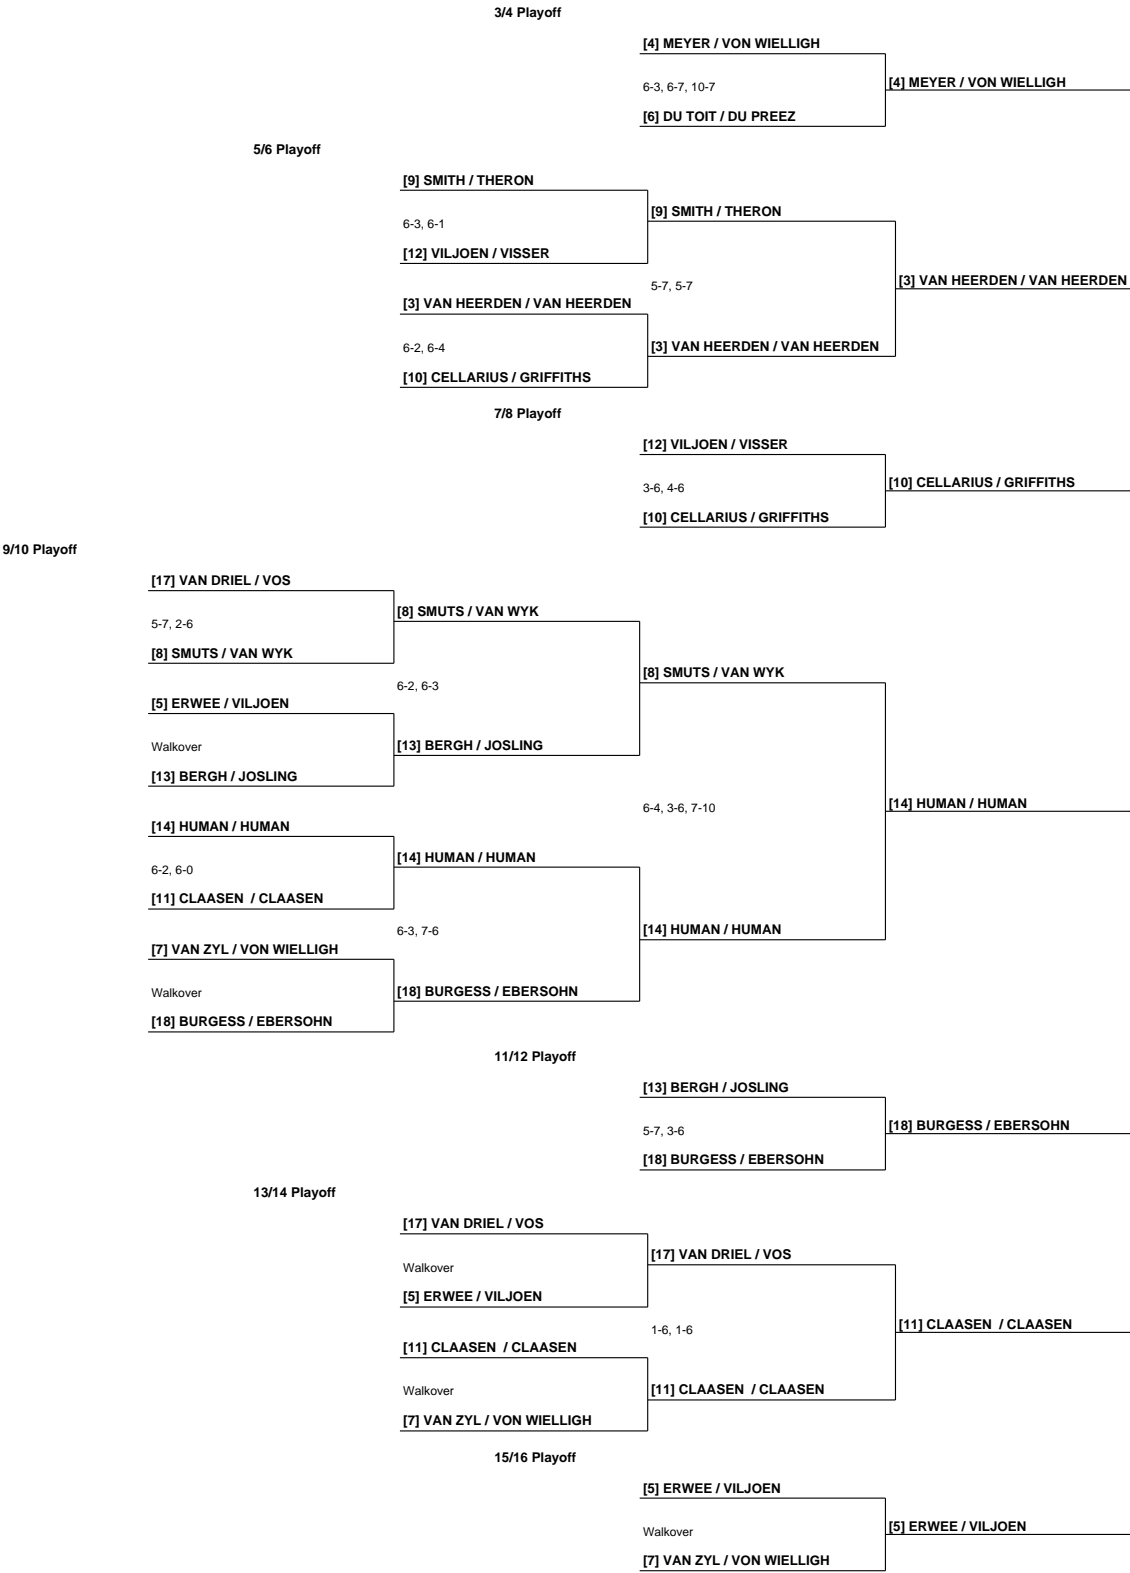 3/4 Playoff
[4] MEYER / VON WIELLIGH
6-3, 6-7, 10-7
[4] MEYER / VON WIELLIGH
[6] DU TOIT / DU PREEZ
5/6 Playoff
[9] SMITH / THERON
[9] SMITH / THERON
6-3, 6-1
[12] VILJOEN / VISSER
5-7, 5-7
[3] VAN HEERDEN / VAN HEERDEN
[3] VAN HEERDEN / VAN HEERDEN
6-2, 6-4
[3] VAN HEERDEN / VAN HEERDEN
[10] CELLARIUS / GRIFFITHS
7/8 Playoff
[12] VILJOEN / VISSER
3-6, 4-6
[10] CELLARIUS / GRIFFITHS
[10] CELLARIUS / GRIFFITHS
9/10 Playoff
[17] VAN DRIEL / VOS
[8] SMUTS / VAN WYK
5-7, 2-6
[8] SMUTS / VAN WYK
[8] SMUTS / VAN WYK
6-2, 6-3
[5] ERWEE / VILJOEN
Walkover
[13] BERGH / JOSLING
[13] BERGH / JOSLING
6-4, 3-6, 7-10
[14] HUMAN / HUMAN
[14] HUMAN / HUMAN
[14] HUMAN / HUMAN
6-2, 6-0
[11] CLAASEN / CLAASEN
6-3, 7-6
[14] HUMAN / HUMAN
[7] VAN ZYL / VON WIELLIGH
Walkover
[18] BURGESS / EBERSOHN
[18] BURGESS / EBERSOHN
11/12 Playoff
[13] BERGH / JOSLING
5-7, 3-6
[18] BURGESS / EBERSOHN
[18] BURGESS / EBERSOHN
13/14 Playoff
[17] VAN DRIEL / VOS
[17] VAN DRIEL / VOS
Walkover
[5] ERWEE / VILJOEN
1-6, 1-6
[11] CLAASEN / CLAASEN
[11] CLAASEN / CLAASEN
Walkover
[11] CLAASEN / CLAASEN
[7] VAN ZYL / VON WIELLIGH
15/16 Playoff
[5] ERWEE / VILJOEN
Walkover
[5] ERWEE / VILJOEN
[7] VAN ZYL / VON WIELLIGH